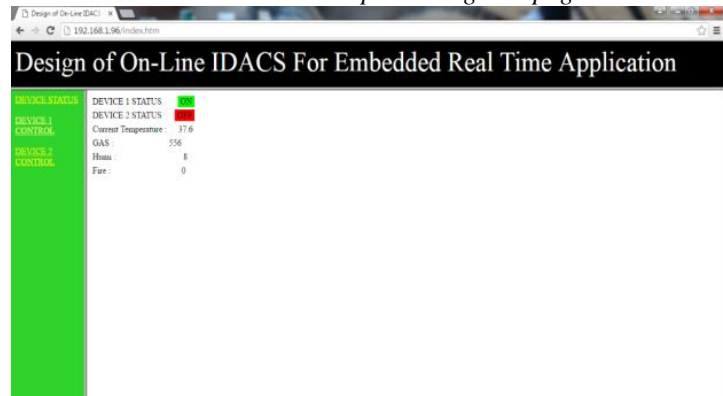 Design of On-Line IDACS
192.168.1.96/index.htm
Design of On-Line IDACS For Embedded Real Time Application
DEVICE STATUS
DEVICE 1
CONTROL
DEVICE 2
CONTROL
DEVICE 1 STATUS ON
DEVICE 2 STATUS OFF
Current Temperature : 37.6
GAS : 556
Humi : 8
Fire : 0